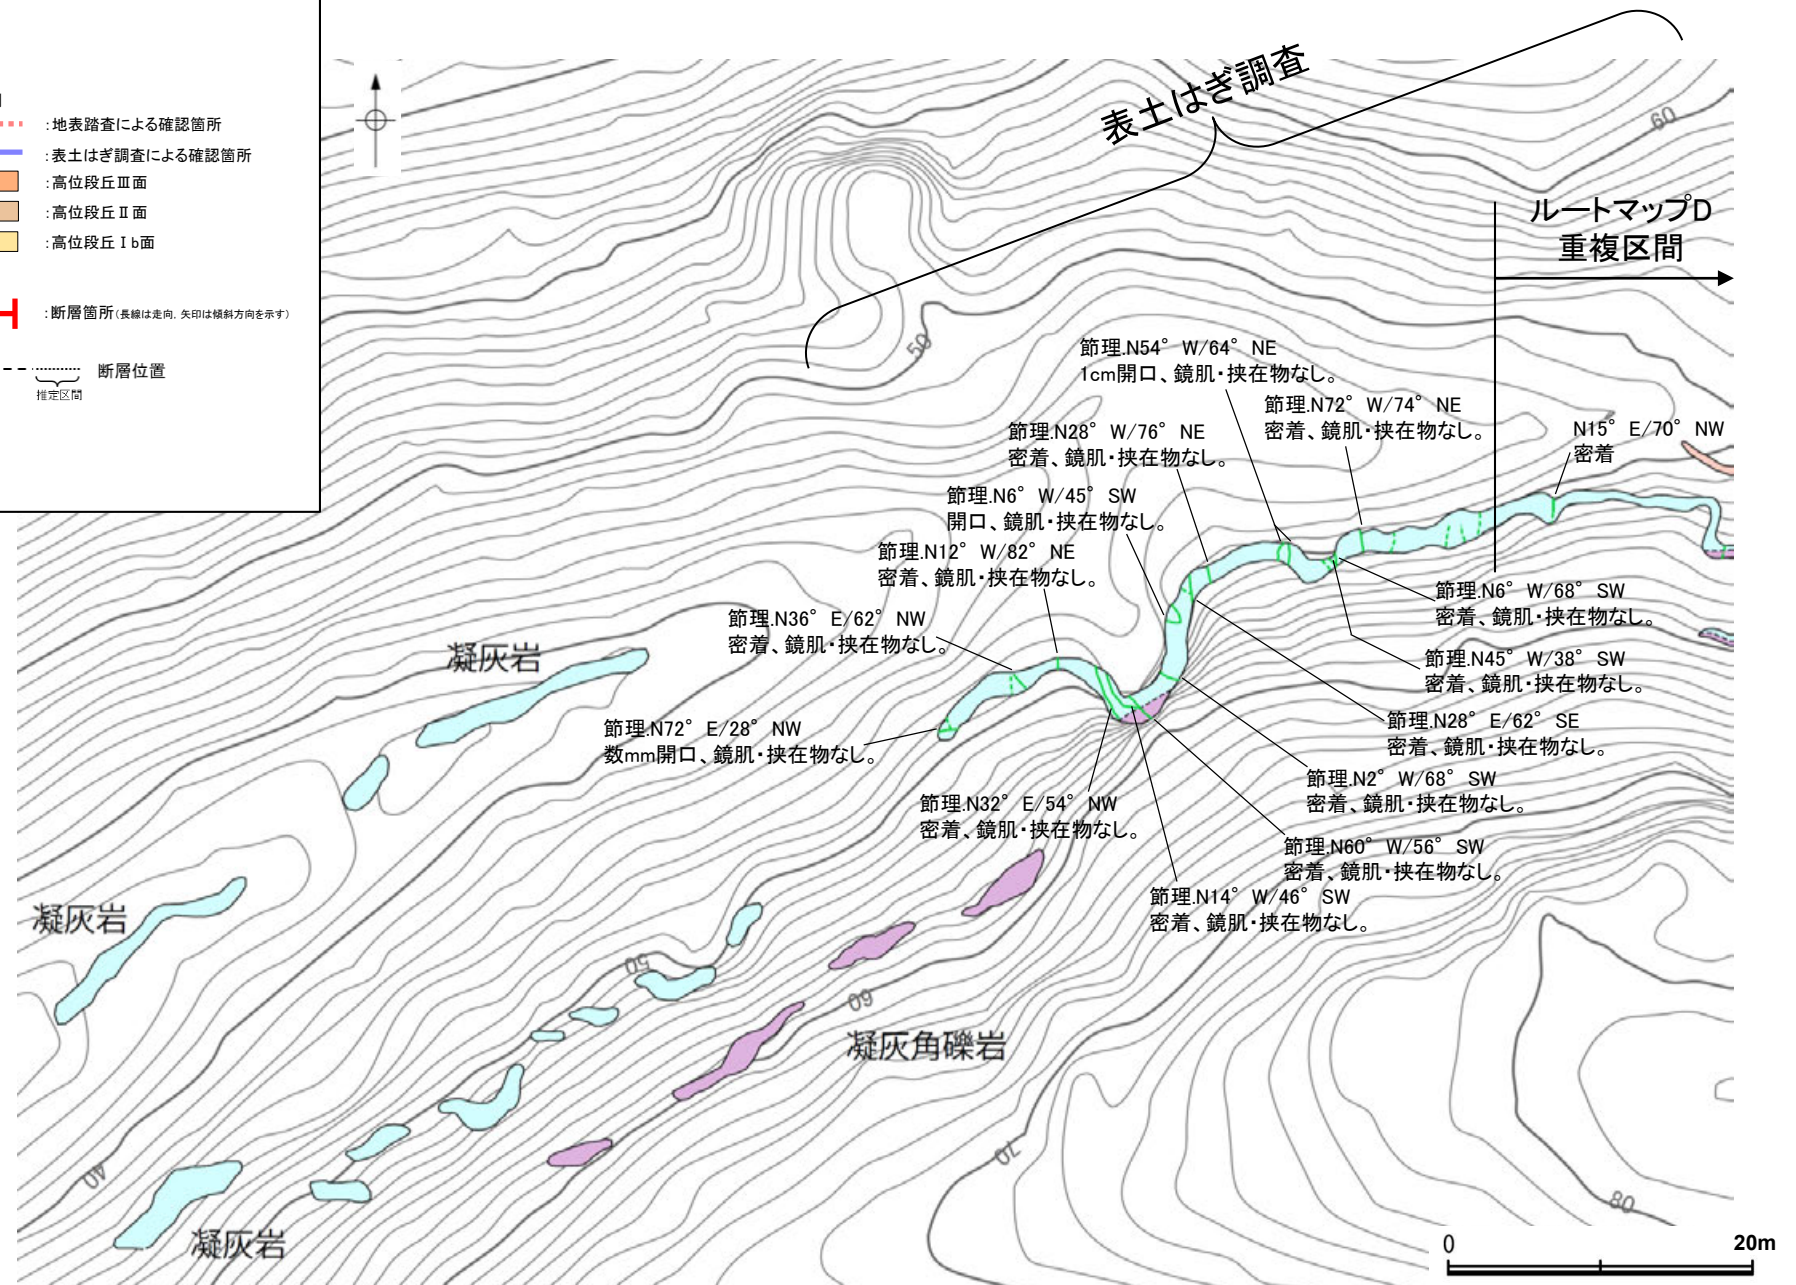 :地表踏査による確認箇所
:表土はぎ調査による確認箇所
:高位段丘Ⅲ面
:高位段丘Ⅱ面
:高位段丘Ⅰb面
:断層箇所(長線は走向、矢印は傾斜方向を示す)
断層位置
推定区間
表土はぎ調査
60
ルートマップD
重複区間
50
節理.N54°W/64°NE
1cm開口、鏡肌・挟在物なし。
節理.N72°W/74°NE
密着、鏡肌・挟在物なし。
節理.N28°W/76°NE
密着、鏡肌・挟在物なし。
N15°E/70°NW
密着
節理.N6°W/45°SW
開口、鏡肌・挟在物なし。
節理.N12°W/82°NE
密着、鏡肌・挟在物なし。
節理.N36°E/62°NW
密着、鏡肌・挟在物なし。
節理.N6°W/68°SW
密着、鏡肌・挟在物なし。
凝灰岩
節理.N45°W/38°SW
密着、鏡肌・挟在物なし。
節理.N72°E/28°NW
数mm開口、鏡肌・挟在物なし。
節理.N28°E/62°SE
密着、鏡肌・挟在物なし。
節理.N2°W/68°SW
密着、鏡肌・挟在物なし。
節理.N32°E/54°NW
密着、鏡肌・挟在物なし。
節理.N60°W/56°SW
密着、鏡肌・挟在物なし。
節理.N14°W/46°SW
密着、鏡肌・挟在物なし。
凝灰岩
50
60
凝灰角礫岩
70
40
80
凝灰岩
0
20m